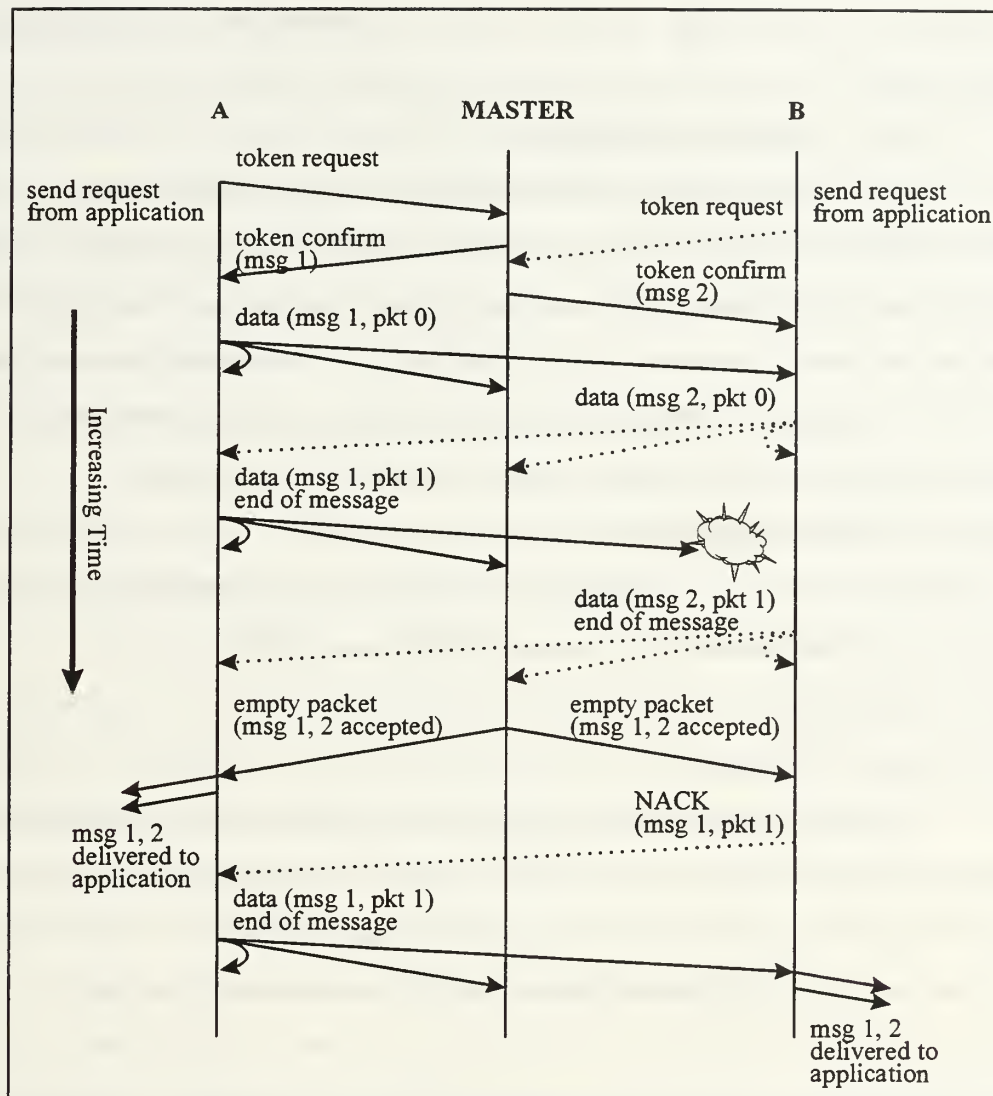 A
MASTER
B
token request
send request
from application
token request
send request
from application
token confirm
(msg 1)
token confirm
(msg 2)
data (msg 1, pkt 0)
data (msg 2, pkt 0)
Increasing Time
data (msg 1, pkt 1)
end of message
data (msg 2, pkt 1)
end of message
empty packet
(msg 1, 2 accepted)
empty packet
(msg 1, 2 accepted)
NACK
(msg 1, pkt 1)
msg 1, 2
delivered to
application
data (msg 1, pkt 1)
end of message
msg 1, 2
delivered to
application